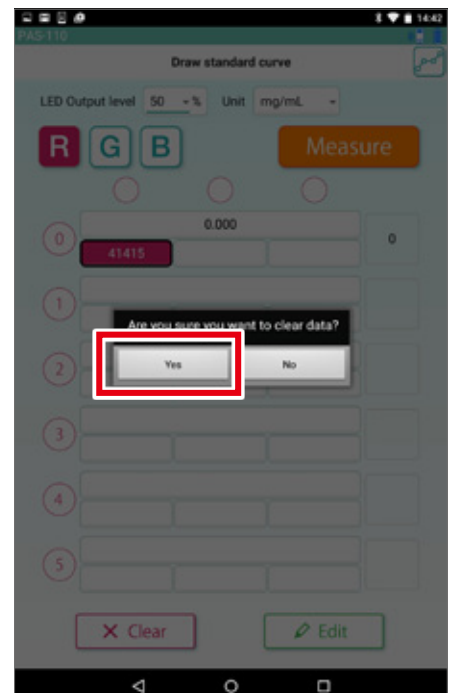 14:42
PAS-110
Draw standard curve
LED Output level 50 % Unit mg/mL
R G B Measure
0.000
0 41415 0
1
Are you sure you want to clear data?
2 Yes No
3
4
5
Clear Edit